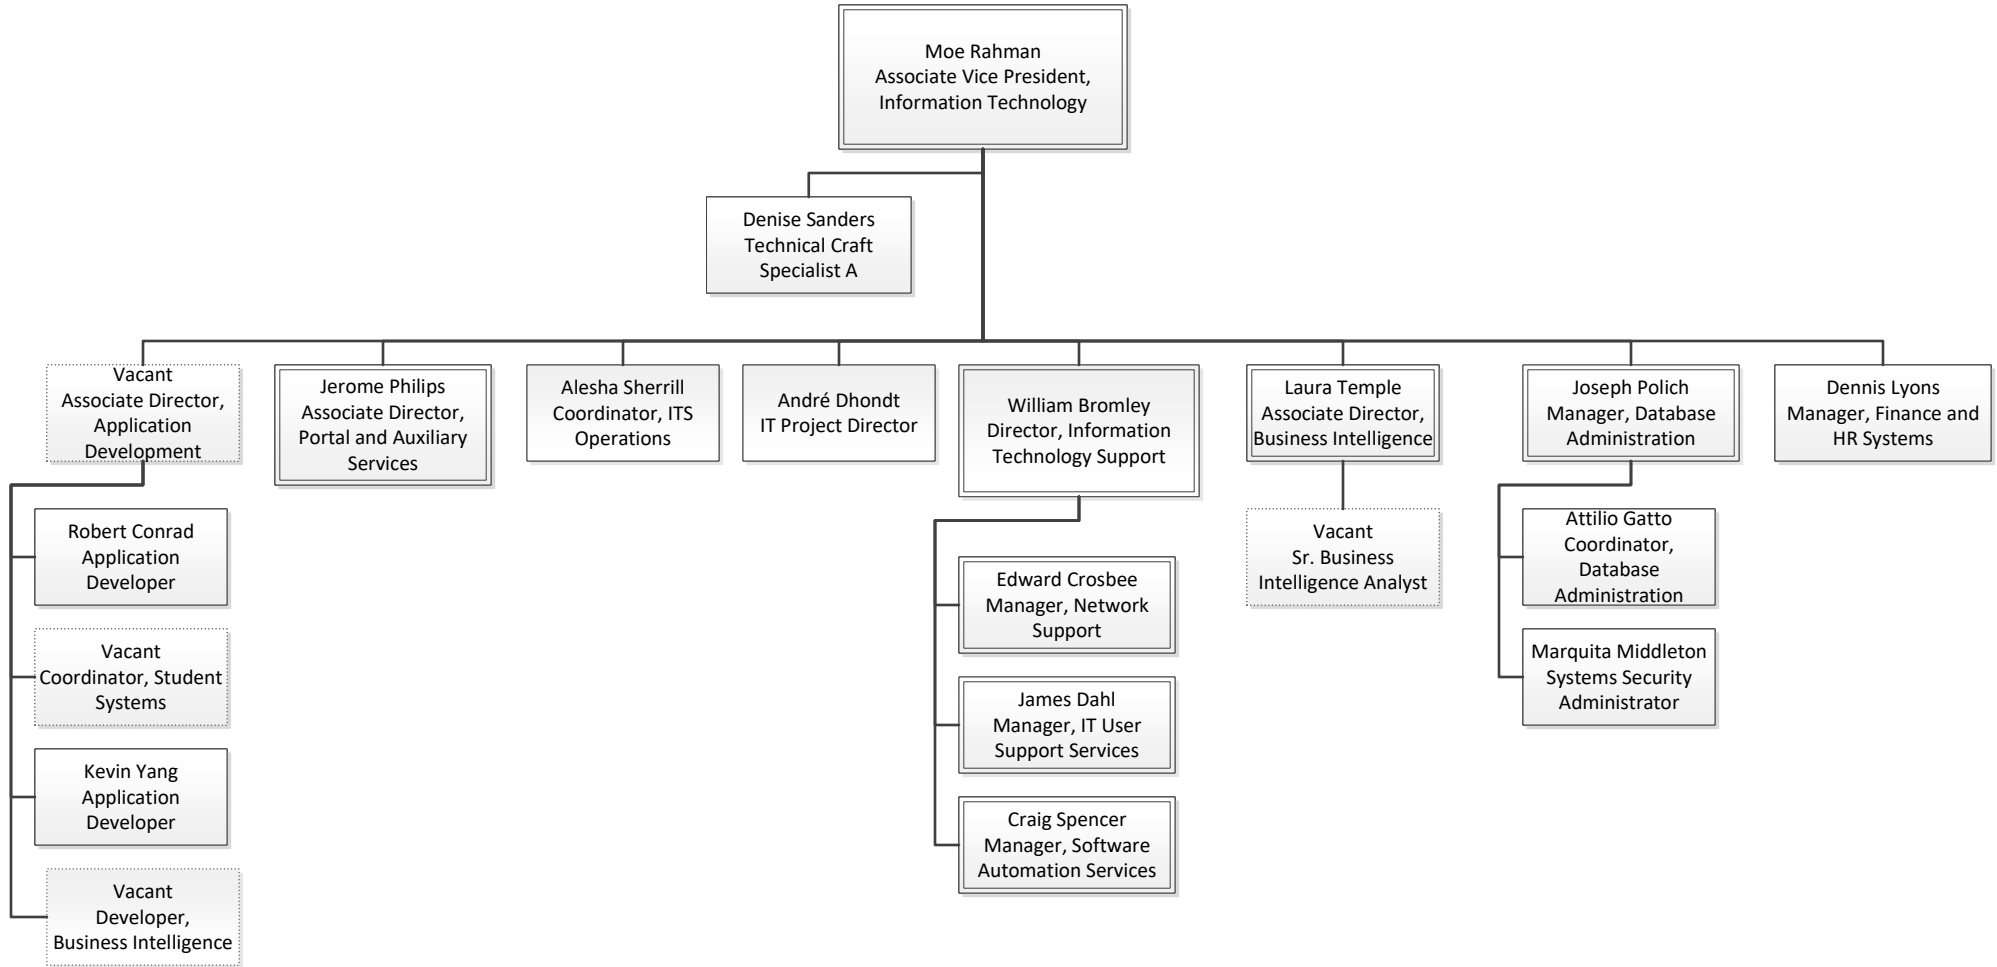 Moe Rahman
Associate Vice President,
Information Technology
Denise Sanders
Technical Craft
Specialist A
Vacant
Associate Director,
Application
Development
Jerome Philips
Associate Director,
Portal and Auxiliary
Services
Alesha Sherrill
Coordinator, ITS
Operations
André Dhondt
IT Project Director
William Bromley
Director, Information
Technology Support
Laura Temple
Associate Director,
Business Intelligence
Joseph Polich
Manager, Database
Administration
Dennis Lyons
Manager, Finance and
HR Systems
Robert Conrad
Application
Developer
Vacant
Coordinator, Student
Systems
Kevin Yang
Application
Developer
Vacant
Developer,
Business Intelligence
Edward Crosbee
Manager, Network
Support
James Dahl
Manager, IT User
Support Services
Craig Spencer
Manager, Software
Automation Services
Vacant
Sr. Business
Intelligence Analyst
Attilio Gatto
Coordinator,
Database
Administration
Marquita Middleton
Systems Security
Administrator